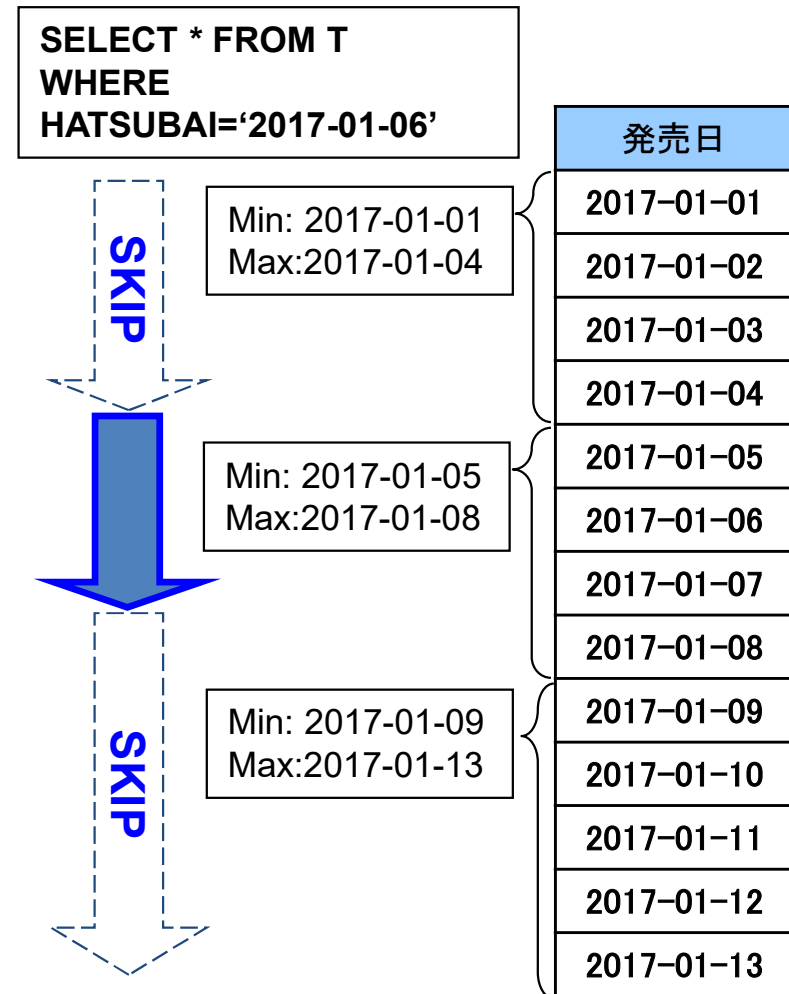 SELECT * FROM T
WHERE
HATSUBAI=‘2017-01-06’
発売日
SKIP
Min: 2017-01-01
Max:2017-01-04
2017-01-01
2017-01-02
2017-01-03
2017-01-04
Min: 2017-01-05
Max:2017-01-08
2017-01-05
2017-01-06
2017-01-07
2017-01-08
SKIP
Min: 2017-01-09
Max:2017-01-13
2017-01-09
2017-01-10
2017-01-11
2017-01-12
2017-01-13